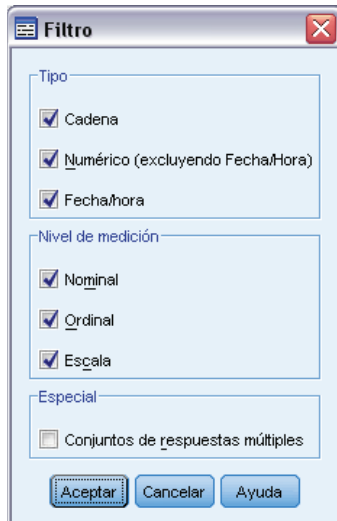 Filtro
Tipo
Cadena
Numérico (excluyendo Fecha/Hora)
Fecha/hora
Nivel de medición
Nominal
Ordinal
Escala
Especial
Conjuntos de respuestas múltiples
Aceptar Cancelar Ayuda